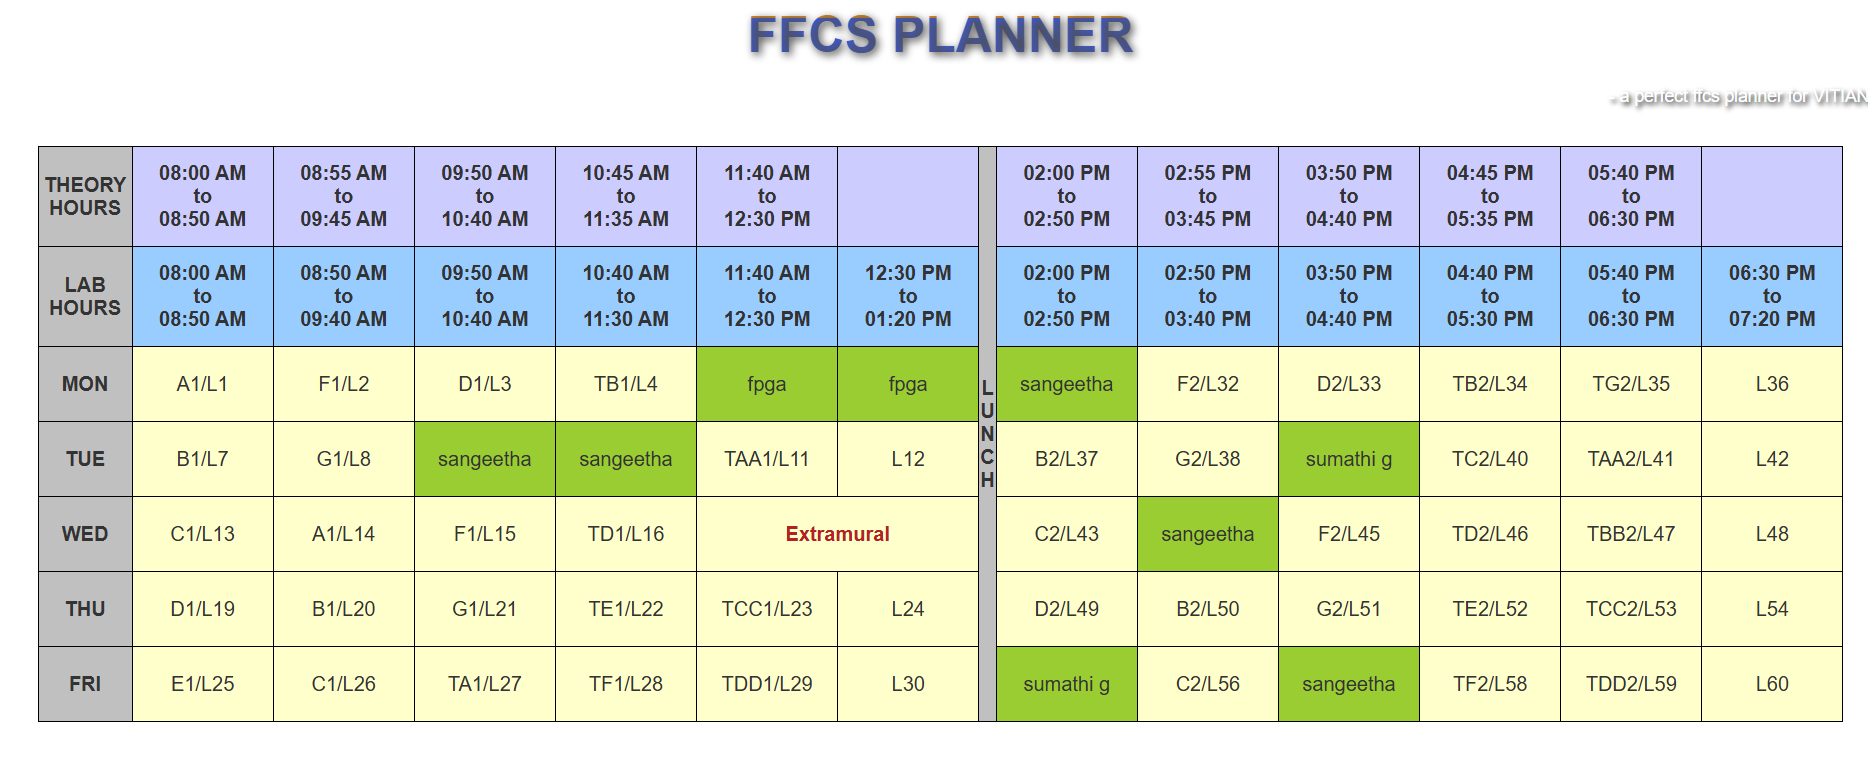 FFCS PLANNER
- a perfect ffcs planner for VITIAN
THEORY HOURS 08:00 AM to 08:50 AM 08:55 AM to 09:45 AM 09:50 AM to 10:40 AM 10:45 AM to 11:35 AM 11:40 AM to 12:30 PM LUNCH 02:00 PM to 02:50 PM 02:55 PM to 03:45 PM 03:50 PM to 04:40 PM 04:45 PM to 05:35 PM 05:40 PM to 06:30 PM
LAB HOURS 08:00 AM to 08:50 AM 08:50 AM to 09:40 AM 09:50 AM to 10:40 AM 10:40 AM to 11:30 AM 11:40 AM to 12:30 PM 12:30 PM to 01:20 PM 02:00 PM to 02:50 PM 02:50 PM to 03:40 PM 03:50 PM to 04:40 PM 04:40 PM to 05:30 PM 05:40 PM to 06:30 PM 06:30 PM to 07:20 PM
MON A1/L1 F1/L2 D1/L3 TB1/L4 fpga fpga sangeetha F2/L32 D2/L33 TB2/L34 TG2/L35 L36
TUE B1/L7 G1/L8 sangeetha sangeetha TAA1/L11 L12 B2/L37 G2/L38 sumathi g TC2/L40 TAA2/L41 L42
WED C1/L13 A1/L14 F1/L15 TD1/L16 Extramural C2/L43 sangeetha F2/L45 TD2/L46 TBB2/L47 L48
THU D1/L19 B1/L20 G1/L21 TE1/L22 TCC1/L23 L24 D2/L49 B2/L50 G2/L51 TE2/L52 TCC2/L53 L54
FRI E1/L25 C1/L26 TA1/L27 TF1/L28 TDD1/L29 L30 sumathi g C2/L56 sangeetha TF2/L58 TDD2/L59 L60